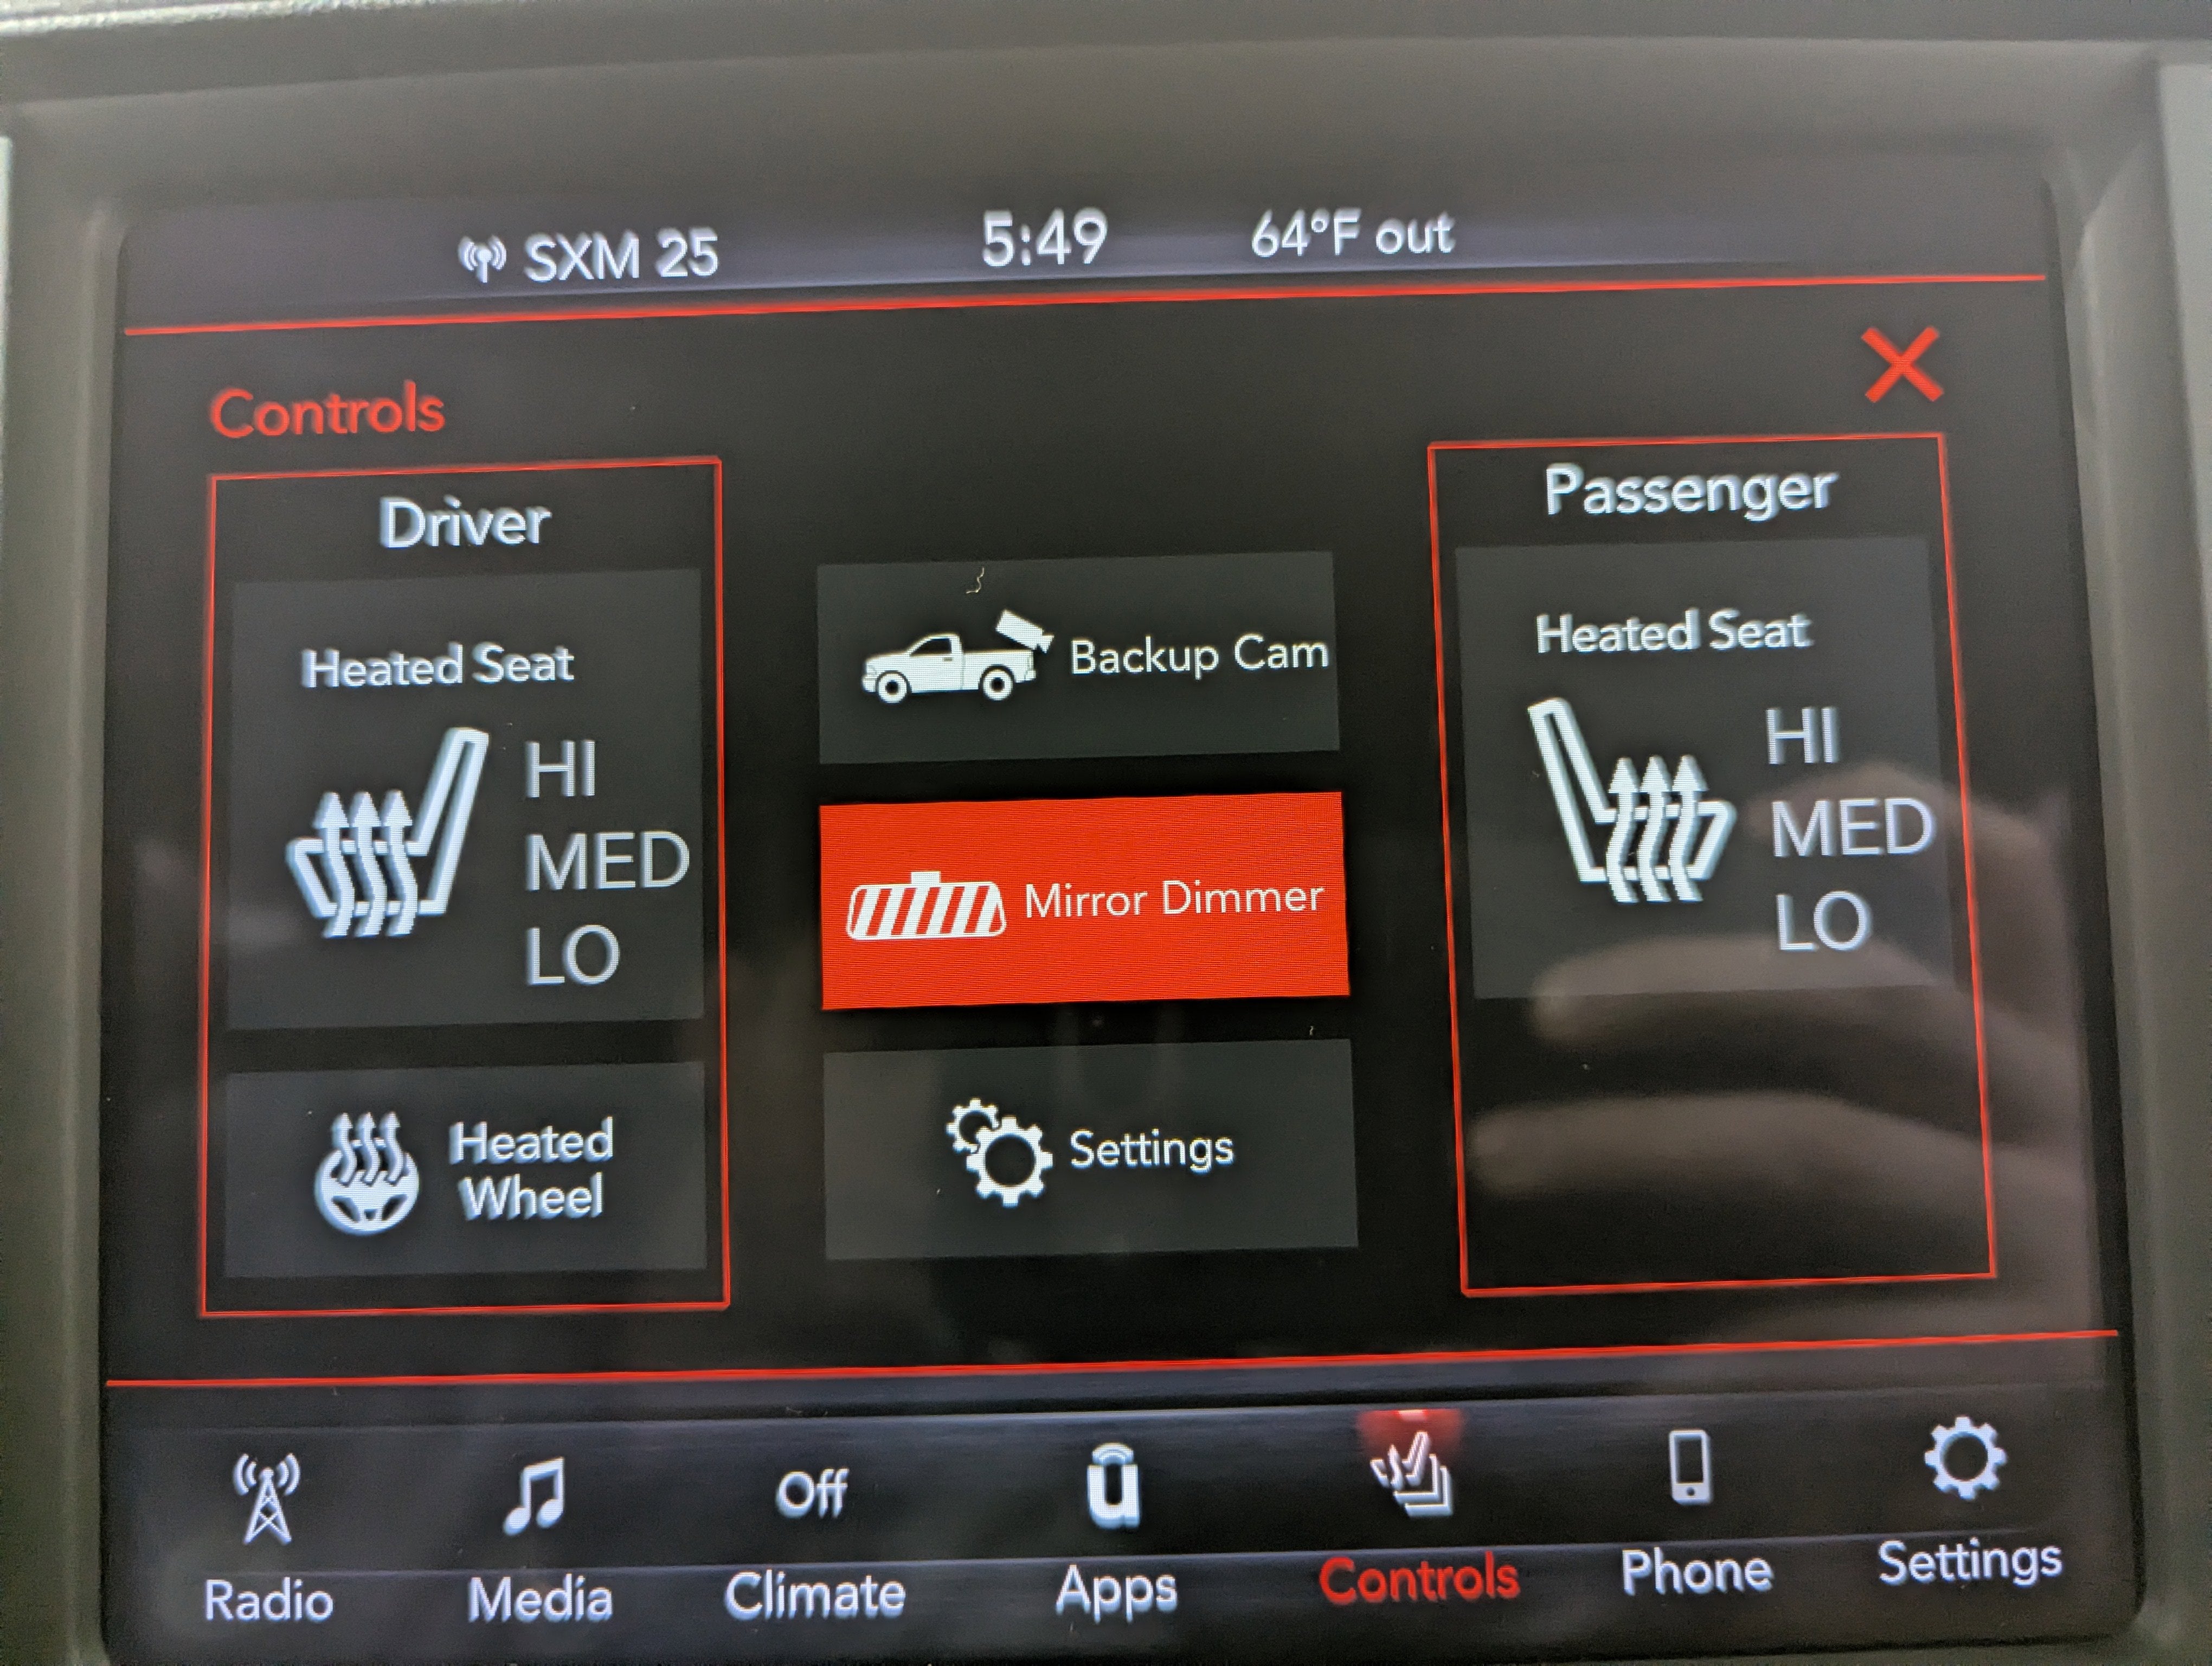 SXM 25
5:49
64°F out
Controls
Driver
Heated Seat
HI
MED
LO
Heated
Wheel
Backup Cam
Mirror Dimmer
Settings
Passenger
Heated Seat
HI
MED
LO
Off
Radio
Media
Climate
Apps
Controls
Phone
Settings